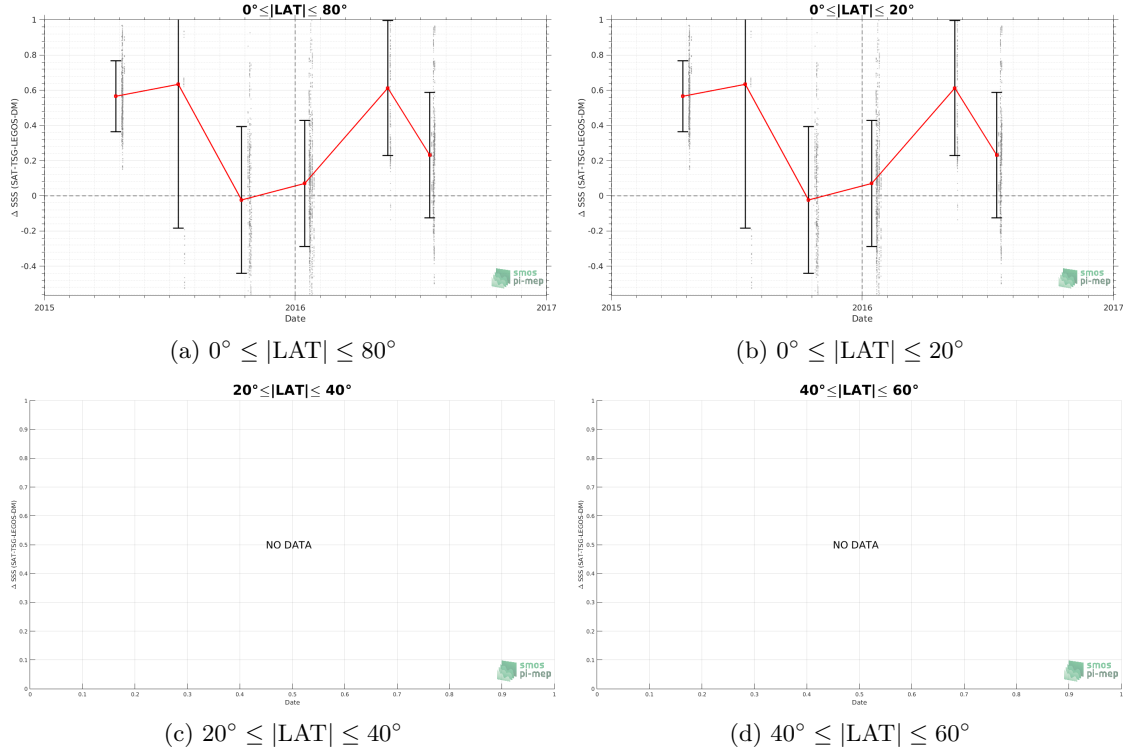 0°≤|LAT|≤ 80°
1
0.8
0.6
0.4
0.2
0
-0.2
-0.4
Δ SSS (SAT-TSG-LEGOS-DM)
2015
2016
2017
Date
smos
pi-mep
(a) 0° ≤ |LAT| ≤ 80°
0°≤|LAT|≤ 20°
1
0.8
0.6
0.4
0.2
0
-0.2
-0.4
Δ SSS (SAT-TSG-LEGOS-DM)
2015
2016
2017
Date
smos
pi-mep
(b) 0° ≤ |LAT| ≤ 20°
20°≤|LAT|≤ 40°
1
0.9
0.8
0.7
0.6
0.5
0.4
0.3
0.2
0.1
0
Δ SSS (SAT-TSG-LEGOS-DM)
NO DATA
0 0.1 0.2 0.3 0.4 0.5 0.6 0.7 0.8 0.9 1
Date
smos
pi-mep
(c) 20° ≤ |LAT| ≤ 40°
40°≤|LAT|≤ 60°
1
0.9
0.8
0.7
0.6
0.5
0.4
0.3
0.2
0.1
0
Δ SSS (SAT-TSG-LEGOS-DM)
NO DATA
0 0.1 0.2 0.3 0.4 0.5 0.6 0.7 0.8 0.9 1
Date
smos
pi-mep
(d) 40° ≤ |LAT| ≤ 60°